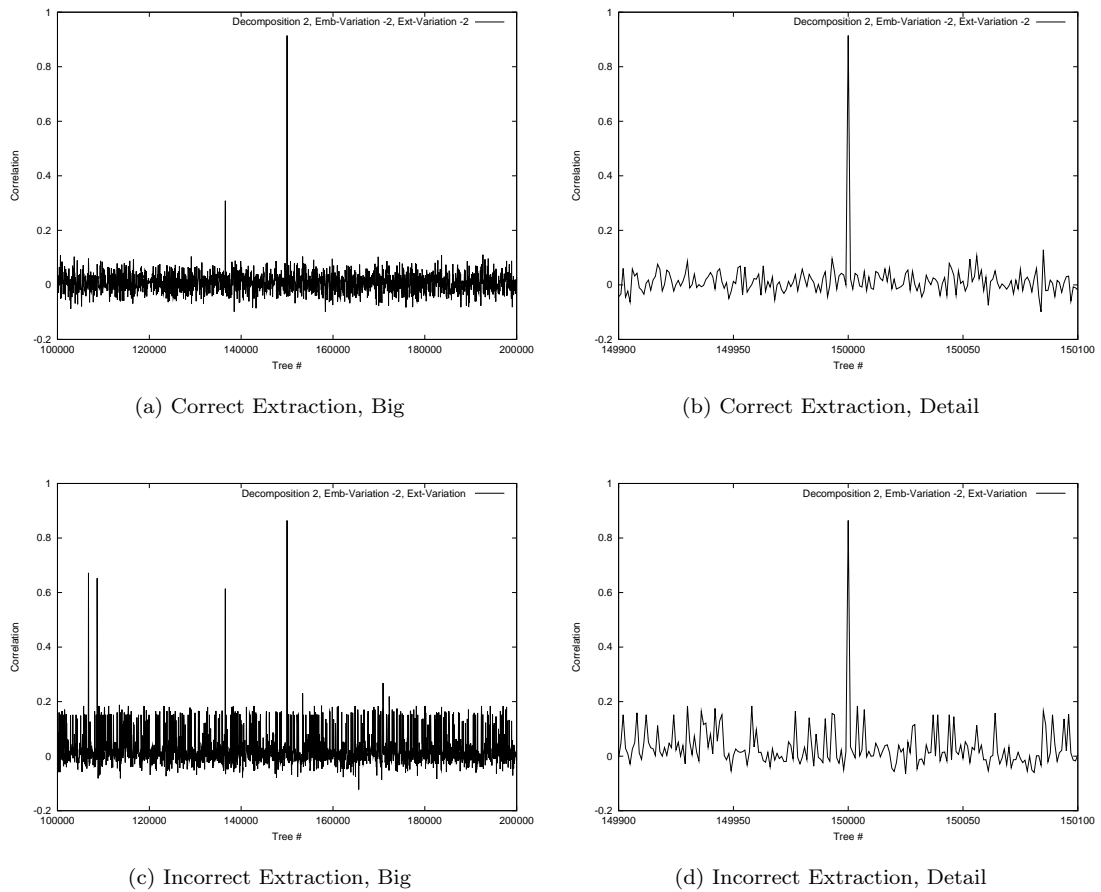 Decomposition 2, Emb-Variation -2, Ext-Variation -2
1
0.8
0.6
0.4
0.2
0
-0.2
Correlation
100000 120000 140000 160000 180000 200000
Tree #
(a) Correct Extraction, Big
Decomposition 2, Emb-Variation -2, Ext-Variation -2
1
0.8
0.6
0.4
0.2
0
-0.2
Correlation
149900 149950 150000 150050 150100
Tree #
(b) Correct Extraction, Detail
Decomposition 2, Emb-Variation -2, Ext-Variation
1
0.8
0.6
0.4
0.2
0
-0.2
Correlation
100000 120000 140000 160000 180000 200000
Tree #
(c) Incorrect Extraction, Big
Decomposition 2, Emb-Variation -2, Ext-Variation
1
0.8
0.6
0.4
0.2
0
-0.2
Correlation
149900 149950 150000 150050 150100
Tree #
(d) Incorrect Extraction, Detail